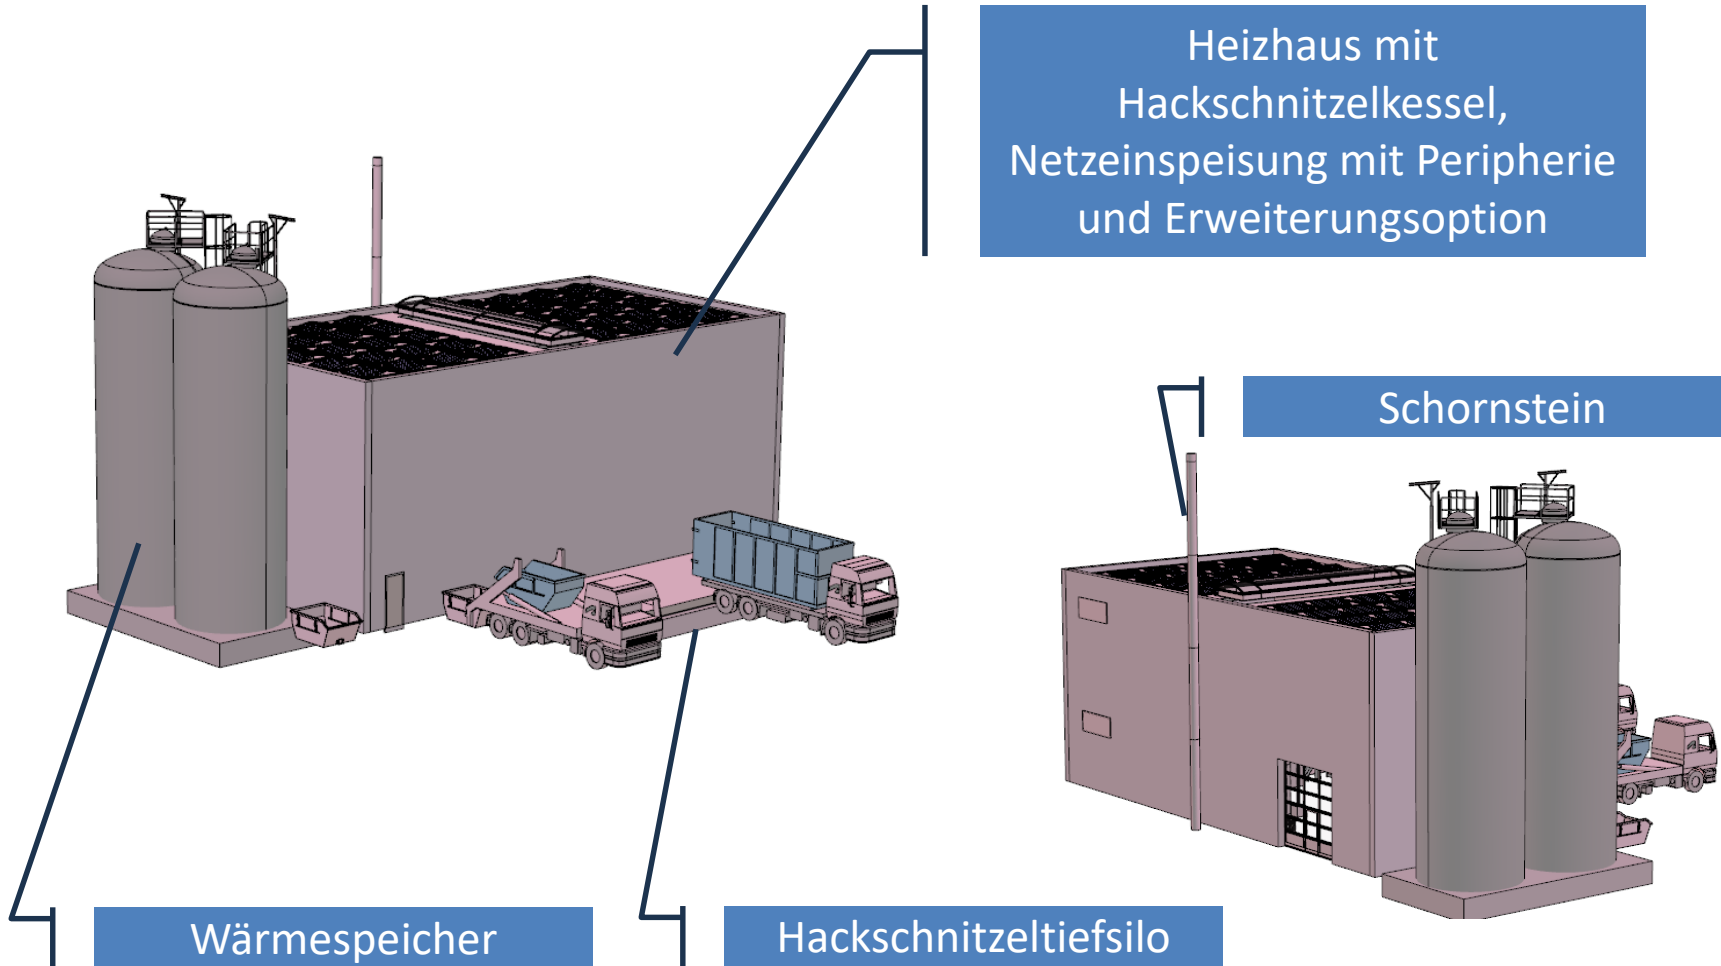 Heizhaus mit
Hackschnitzelkessel,
Netzeinspeisung mit Peripherie
und Erweiterungsoption
Schornstein
Wärmespeicher
Hackschnitzeltiefsilo